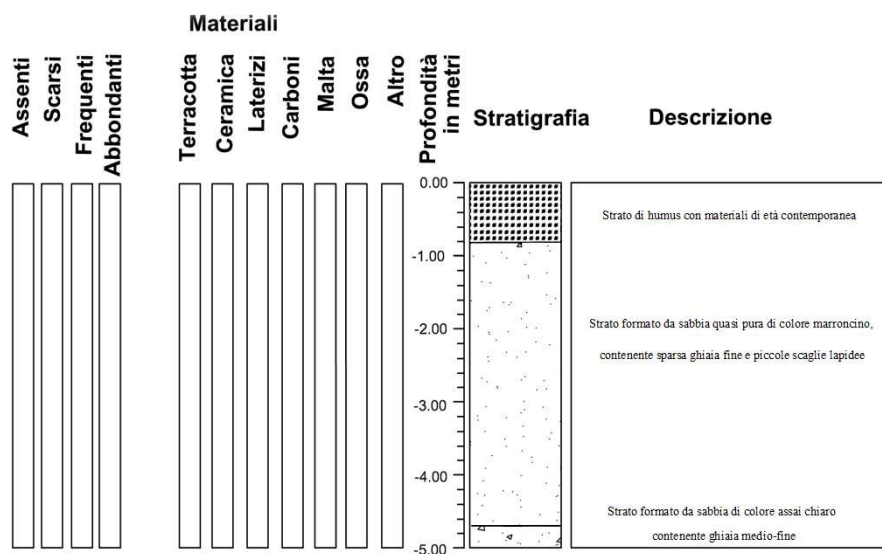 Materiali
Assenti
Scarsi
Frequenti
Abbondanti
Terracotta
Ceramica
Laterizi
Carboni
Malta
Ossa
Altro
Profondità
in metri
Stratigrafia
Descrizione
0.00
-1.00
-2.00
-3.00
-4.00
-5.00
Strato di humus con materiali di età contemporanea
Strato formato da sabbia quasi pura di colore marroncino,
contenente sparsa ghiaia fine e piccole scaglie lapidee
Strato formato da sabbia di colore assai chiaro
contenente ghiaia medio-fine